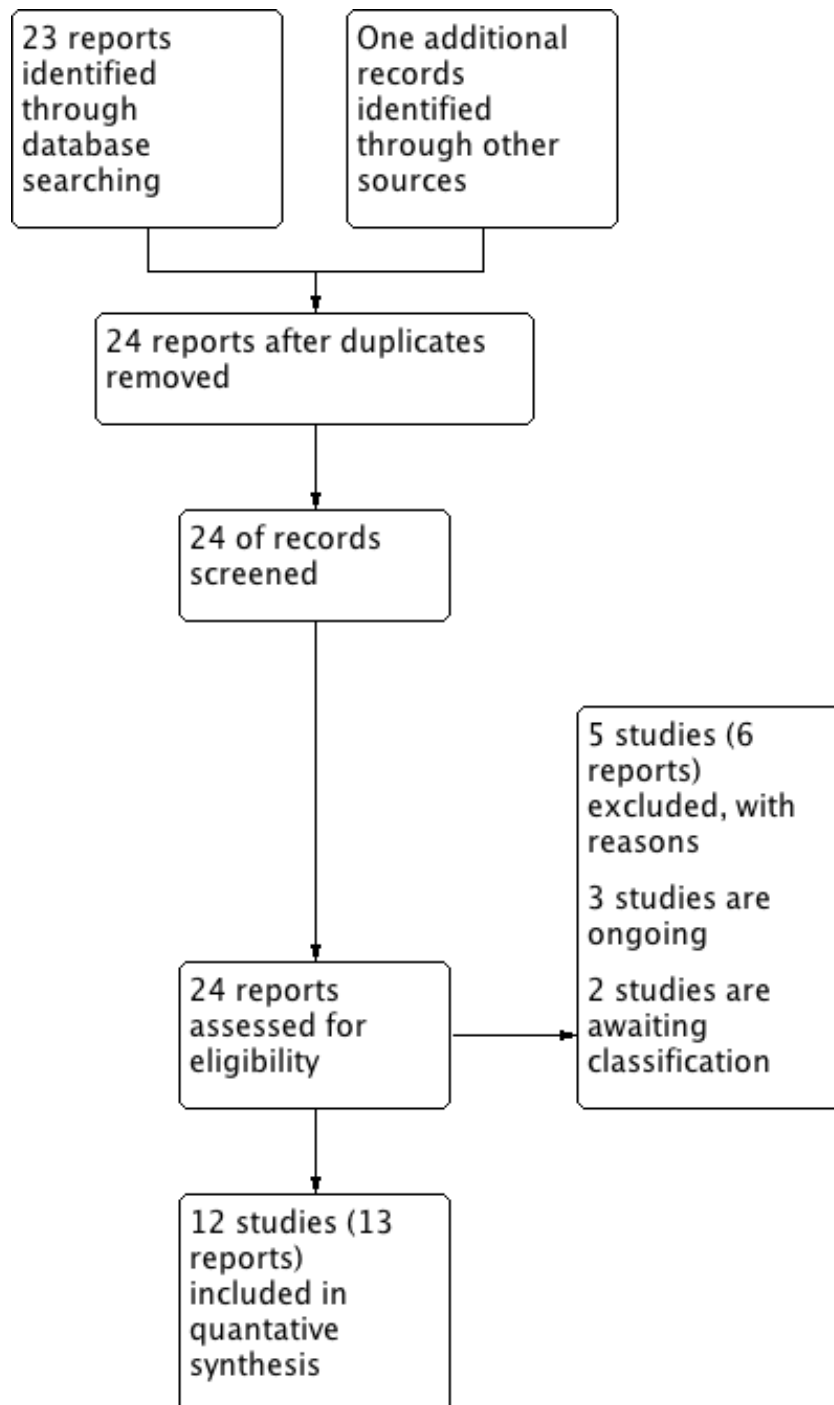 23 reports
identified
through
database
searching
One additional
records
identified
through other
sources
24 reports after duplicates
removed
24 of records
screened
5 studies (6
reports)
excluded, with
reasons
3 studies are
ongoing
2 studies are
awaiting
classification
24 reports
assessed for
eligibility
12 studies (13
reports)
included in
quantative
synthesis